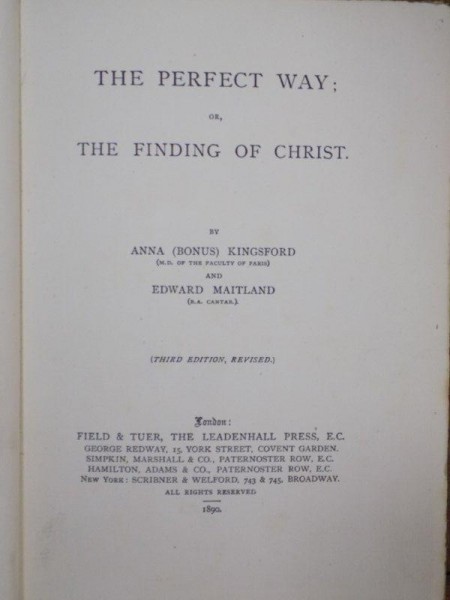 THE PERFECT WAY;
OR,
THE FINDING OF CHRIST.
BY
ANNA (BONUS) KINGSFORD
(M.D. OF THE FACULTY OF PARIS)
AND
EDWARD MAITLAND
(B.A. CANTAB.).
(THIRD EDITION, REVISED.)
London:
FIELD & TUER, THE LEADENHALL PRESS, E.C.
GEORGE REDWAY, 15, YORK STREET, COVENT GARDEN.
SIMPKIN, MARSHALL & CO., PATERNOSTER ROW, E.C.
HAMILTON, ADAMS & CO., PATERNOSTER ROW, E.C.
NEW YORK: SCRIBNER & WELFORD, 743 & 745, BROADWAY.
ALL RIGHTS RESERVED
1890.